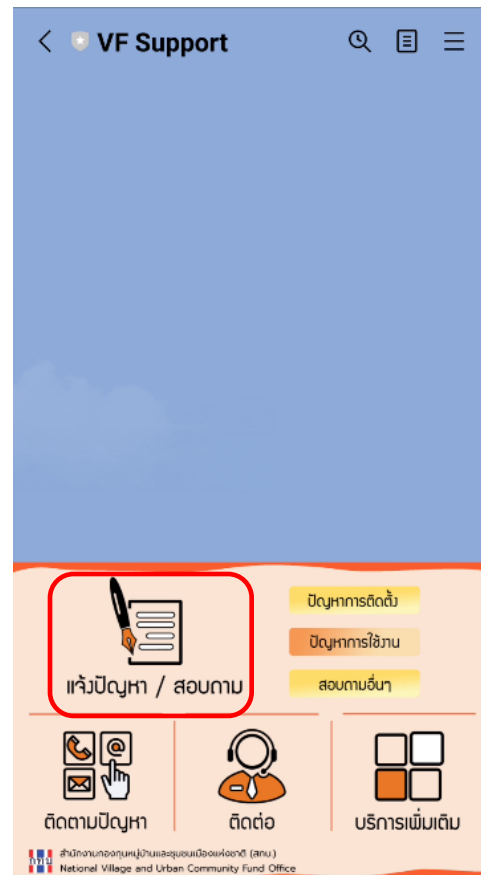 VF Support
ปัญหาการติดตั้ง
ปัญหาการใช้งาน
สอบถามอื่นๆ
แจ้งปัญหา / สอบถาม
ติดตามปัญหา
ติดต่อ
บริการเพิ่มเติม
กทบ
สำนักงานกองทุนหมู่บ้านและชุมชนเมืองแห่งชาติ (สทบ.)
National Village and Urban Community Fund Office